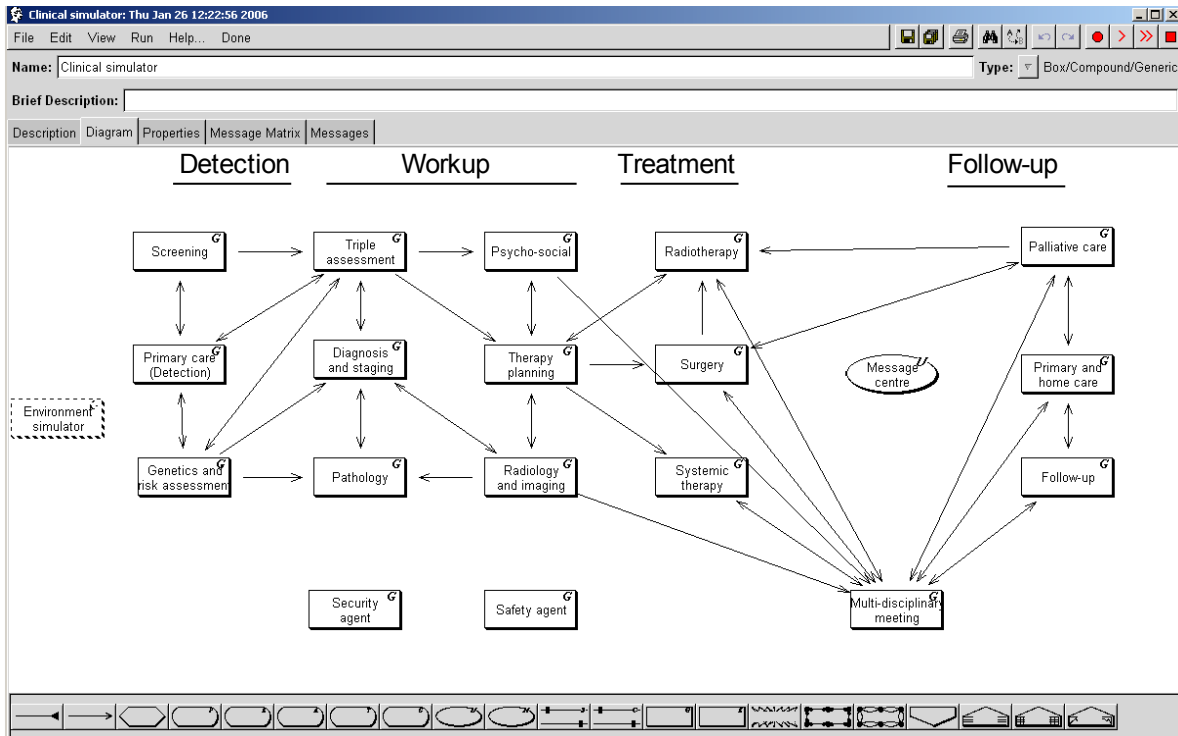 Clinical simulator: Thu Jan 26 12:22:56 2006
File Edit View Run Help... Done
Name: Clinical simulator
Type: Box/Compound/Generic
Brief Description:
Description Diagram Properties Message Matrix Messages
Detection Workup Treatment Follow-up
G
Screening
G
Triple
assessment
G
Psycho-social
G
Radiotherapy
G
Palliative care
G
Primary care
(Detection)
G
Diagnosis
and staging
G
Therapy
planning
G
Surgery
U
Message
centre
G
Primary and
home care
Environment
simulator
G
Genetics and
risk assessment
G
Pathology
G
Radiology
and imaging
G
Systemic
therapy
G
Follow-up
G
Security
agent
G
Safety agent
G
Multi-disciplinary
meeting